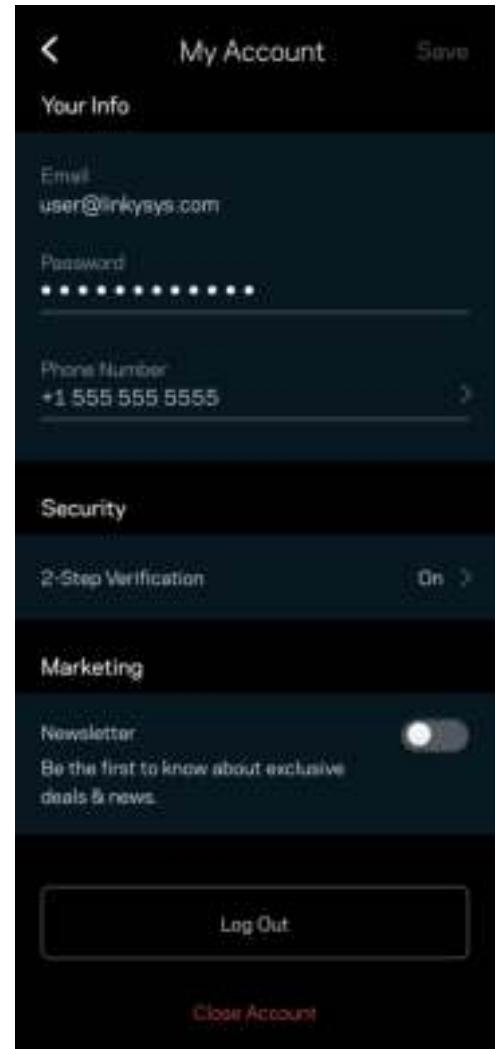 My Account
Save
Your Info
Email
user@linkysys.com
Password
Phone Number
+1 555 555 5555
Security
2-Step Verification
On
Marketing
Newsletter
Be the first to know about exclusive
deals & news.
Log Out
Close Account